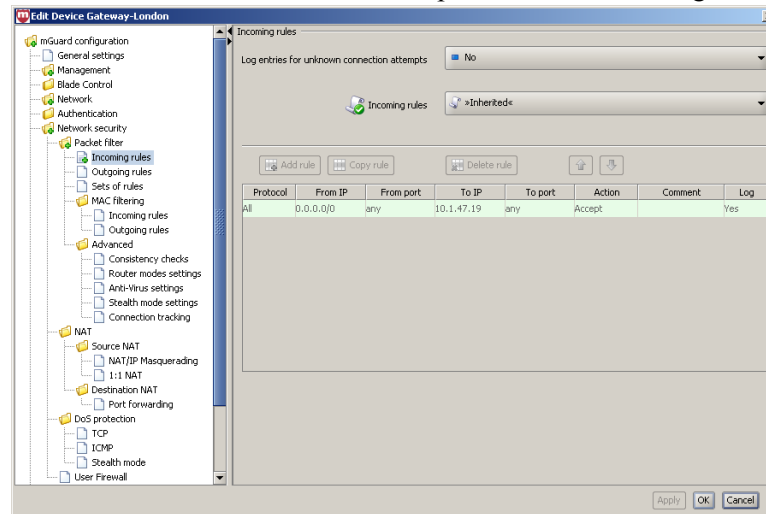 Edit Device Gateway-London
mGuard configuration
General settings
Management
Blade Control
Network
Authentication
Network security
Packet filter
Incoming rules
Outgoing rules
Sets of rules
MAC filtering
Incoming rules
Outgoing rules
Advanced
Consistency checks
Router modes settings
Anti-Virus settings
Stealth mode settings
Connection tracking
NAT
Source NAT
NAT/IP Masquerading
1:1 NAT
Destination NAT
Port forwarding
DoS protection
TCP
ICMP
Stealth mode
User Firewall
Incoming rules
Log entries for unknown connection attempts No
Incoming rules »Inherited«
Add rule Copy rule Delete rule
Protocol From IP From port To IP To port Action Comment Log
All 0.0.0.0/0 any 10.1.47.19 any Accept Yes
Apply OK Cancel